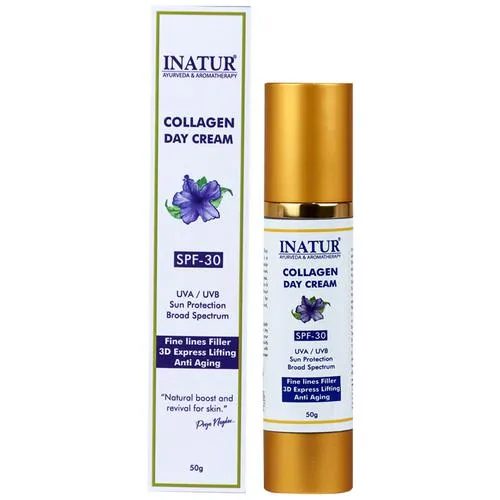 INATUR®
AYURVEDA & AROMATHERAPY
COLLAGEN
DAY CREAM
SPF-30
UVA / UVB
Sun Protection
Broad Spectrum
Fine lines Filler
3D Express Lifting
Anti Aging
"Natural boost and
revival for skin."
50g
INATUR®
AYURVEDA & AROMATHERAPY
COLLAGEN
DAY CREAM
SPF-30
UVA / UVB
Sun Protection
Broad Spectrum
Fine lines Filler
3D Express Lifting
Anti Aging
50g